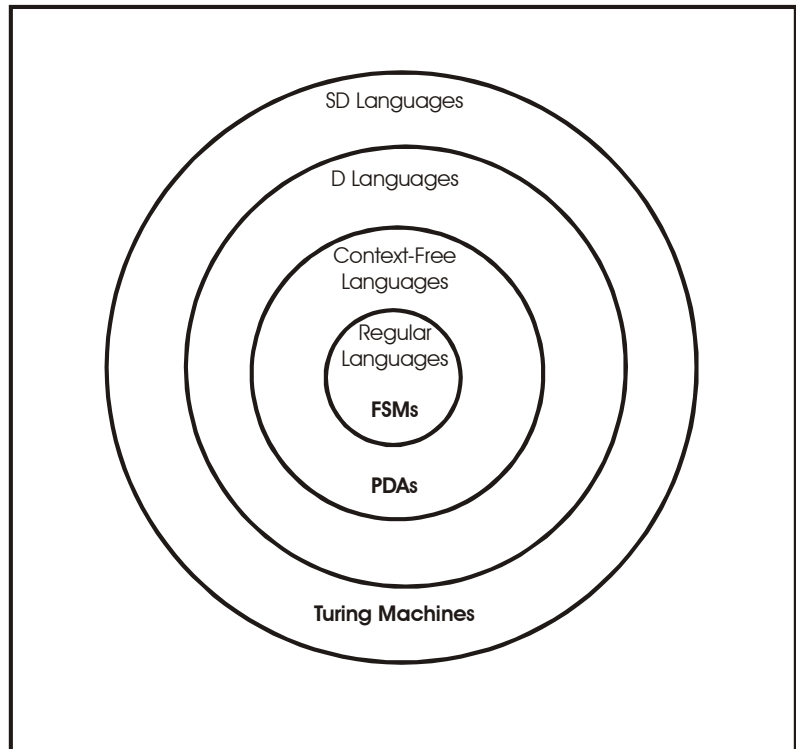 SD Languages
D Languages
Context-Free
Languages
Regular
Languages
FSMs
PDAs
Turing Machines